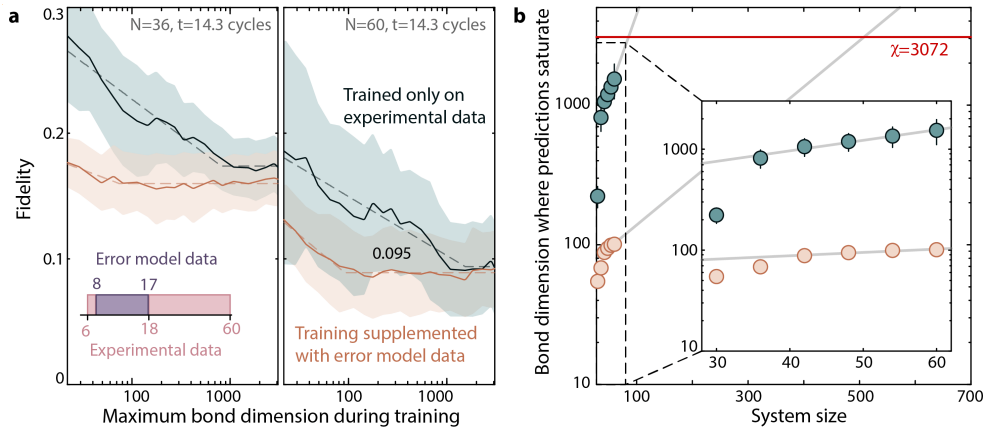 a
N=36, t=14.3 cycles
N=60, t=14.3 cycles
0.3
0.2
0.1
0
Fidelity
Trained only on
experimental data
0.095
Error model data
8
17
6
18
60
Experimental data
Training supplemented
with error model data
100
1000
100
1000
Maximum bond dimension during training
b
Bond dimension where predictions saturate
χ=3072
1000
100
10
1000
100
10
30
40
50
60
100
300
500
700
System size